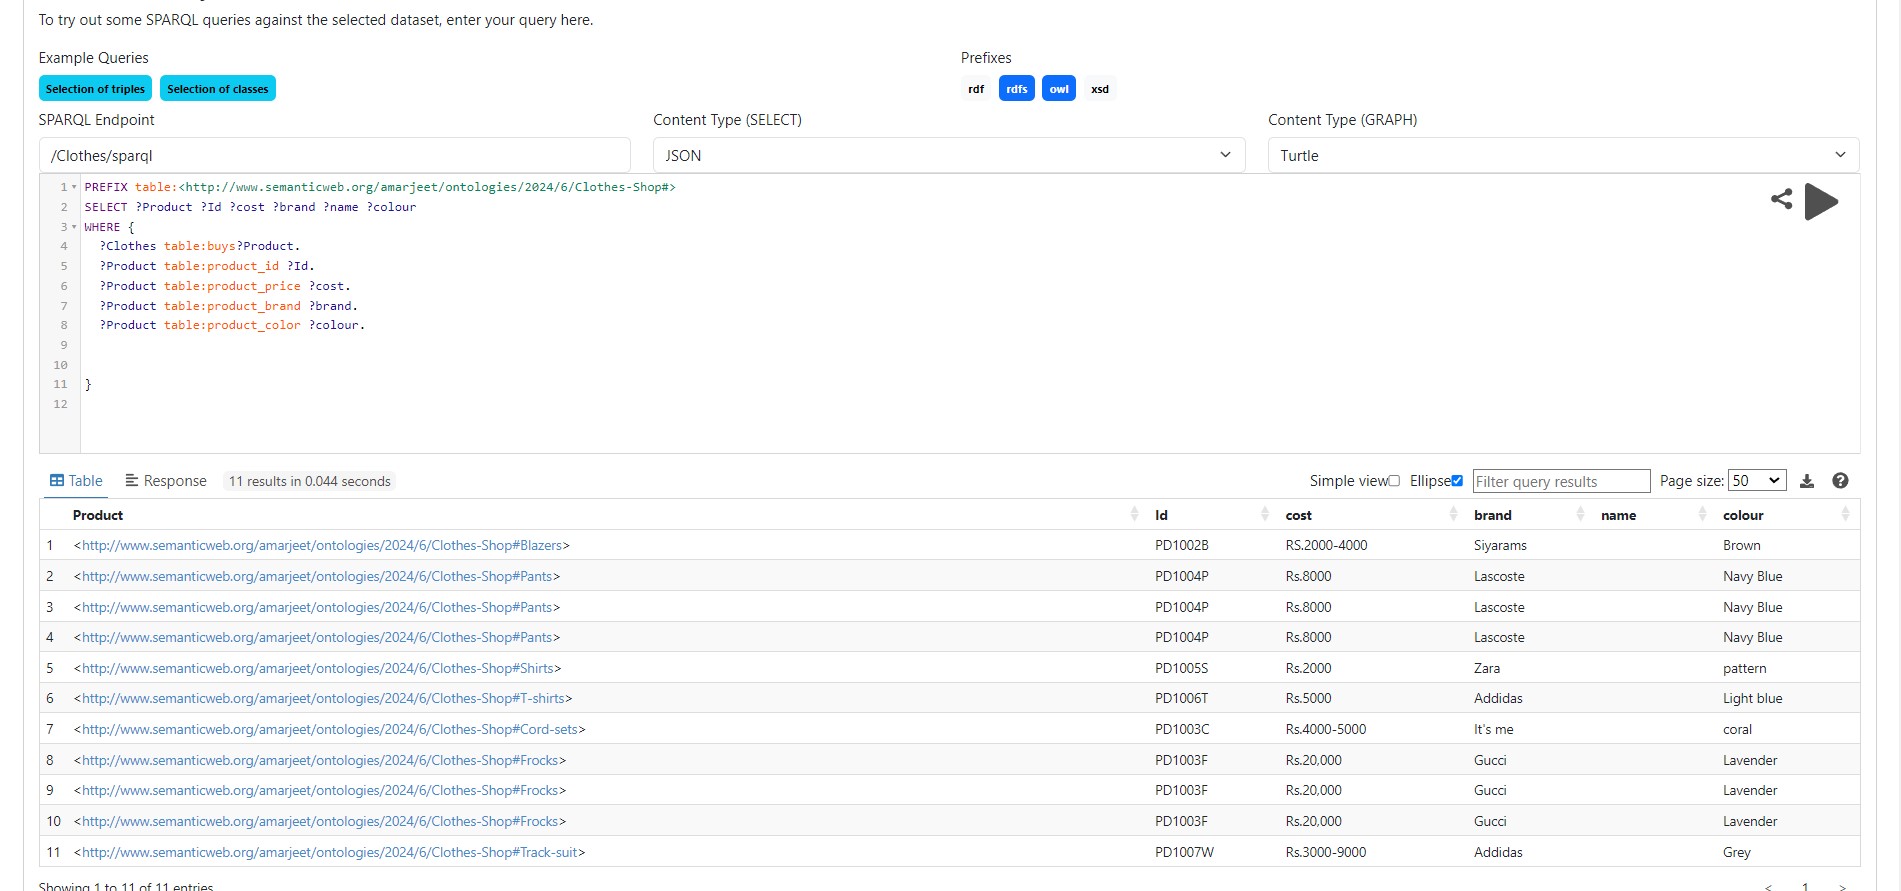 To try out some SPARQL queries against the selected dataset, enter your query here.
Example Queries
Prefixes
Selection of triples Selection of classes
rdf rdfs owl xsd
SPARQL Endpoint
Content Type (SELECT)
Content Type (GRAPH)
/Clothes/sparql
JSON
Turtle
1 PREFIX table:<http://www.semanticweb.org/amarjeet/ontologies/2024/6/Clothes-Shop#>
2 SELECT ?Product ?Id ?cost ?brand ?name ?colour
3 WHERE {
4 ?Clothes table:buys?Product.
5 ?Product table:product_id ?Id.
6 ?Product table:product_price ?cost.
7 ?Product table:product_brand ?brand.
8 ?Product table:product_color ?colour.
9
10
11 }
12
Table Response 11 results in 0.044 seconds
Simple view Ellipse Filter query results Page size: 50
Product Id cost brand name colour
1 <http://www.semanticweb.org/amarjeet/ontologies/2024/6/Clothes-Shop#Blazers> PD1002B RS.2000-4000 Siyarams Brown
2 <http://www.semanticweb.org/amarjeet/ontologies/2024/6/Clothes-Shop#Pants> PD1004P Rs.8000 Lascoste Navy Blue
3 <http://www.semanticweb.org/amarjeet/ontologies/2024/6/Clothes-Shop#Pants> PD1004P Rs.8000 Lascoste Navy Blue
4 <http://www.semanticweb.org/amarjeet/ontologies/2024/6/Clothes-Shop#Pants> PD1004P Rs.8000 Lascoste Navy Blue
5 <http://www.semanticweb.org/amarjeet/ontologies/2024/6/Clothes-Shop#Shirts> PD1005S Rs.2000 Zara pattern
6 <http://www.semanticweb.org/amarjeet/ontologies/2024/6/Clothes-Shop#T-shirts> PD1006T Rs.5000 Addidas Light blue
7 <http://www.semanticweb.org/amarjeet/ontologies/2024/6/Clothes-Shop#Cord-sets> PD1003C Rs.4000-5000 It's me coral
8 <http://www.semanticweb.org/amarjeet/ontologies/2024/6/Clothes-Shop#Frocks> PD1003F Rs.20,000 Gucci Lavender
9 <http://www.semanticweb.org/amarjeet/ontologies/2024/6/Clothes-Shop#Frocks> PD1003F Rs.20,000 Gucci Lavender
10 <http://www.semanticweb.org/amarjeet/ontologies/2024/6/Clothes-Shop#Frocks> PD1003F Rs.20,000 Gucci Lavender
11 <http://www.semanticweb.org/amarjeet/ontologies/2024/6/Clothes-Shop#Track-suit> PD1007W Rs.3000-9000 Addidas Grey
Showing 1 to 11 of 11 entries
< 1 >